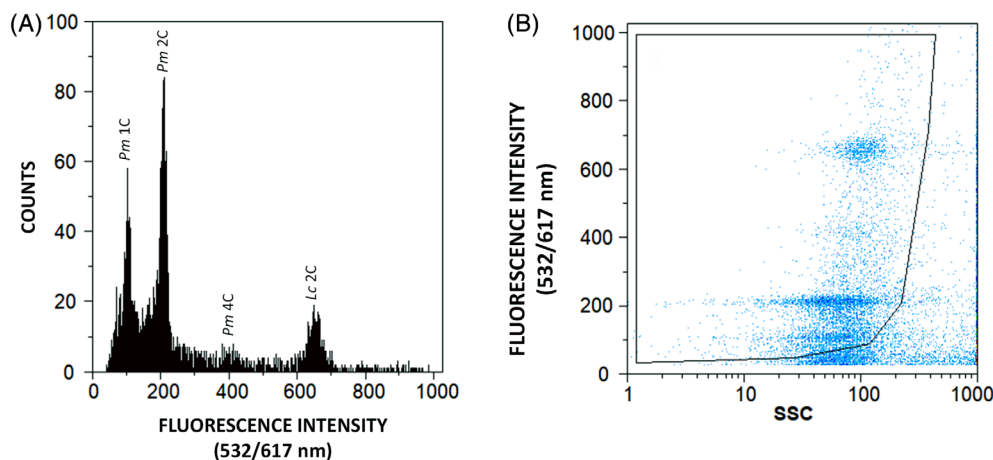 (A)
100
80
60
40
20
0
COUNTS
Pm 1C
Pm 2C
Pm 4C
Lc 2C
0 200 400 600 800 1000
FLUORESCENCE INTENSITY
(532/617 nm)
(B)
1000
800
600
400
200
0
FLUORESCENCE INTENSITY
(532/617 nm)
1 10 100 1000
SSC